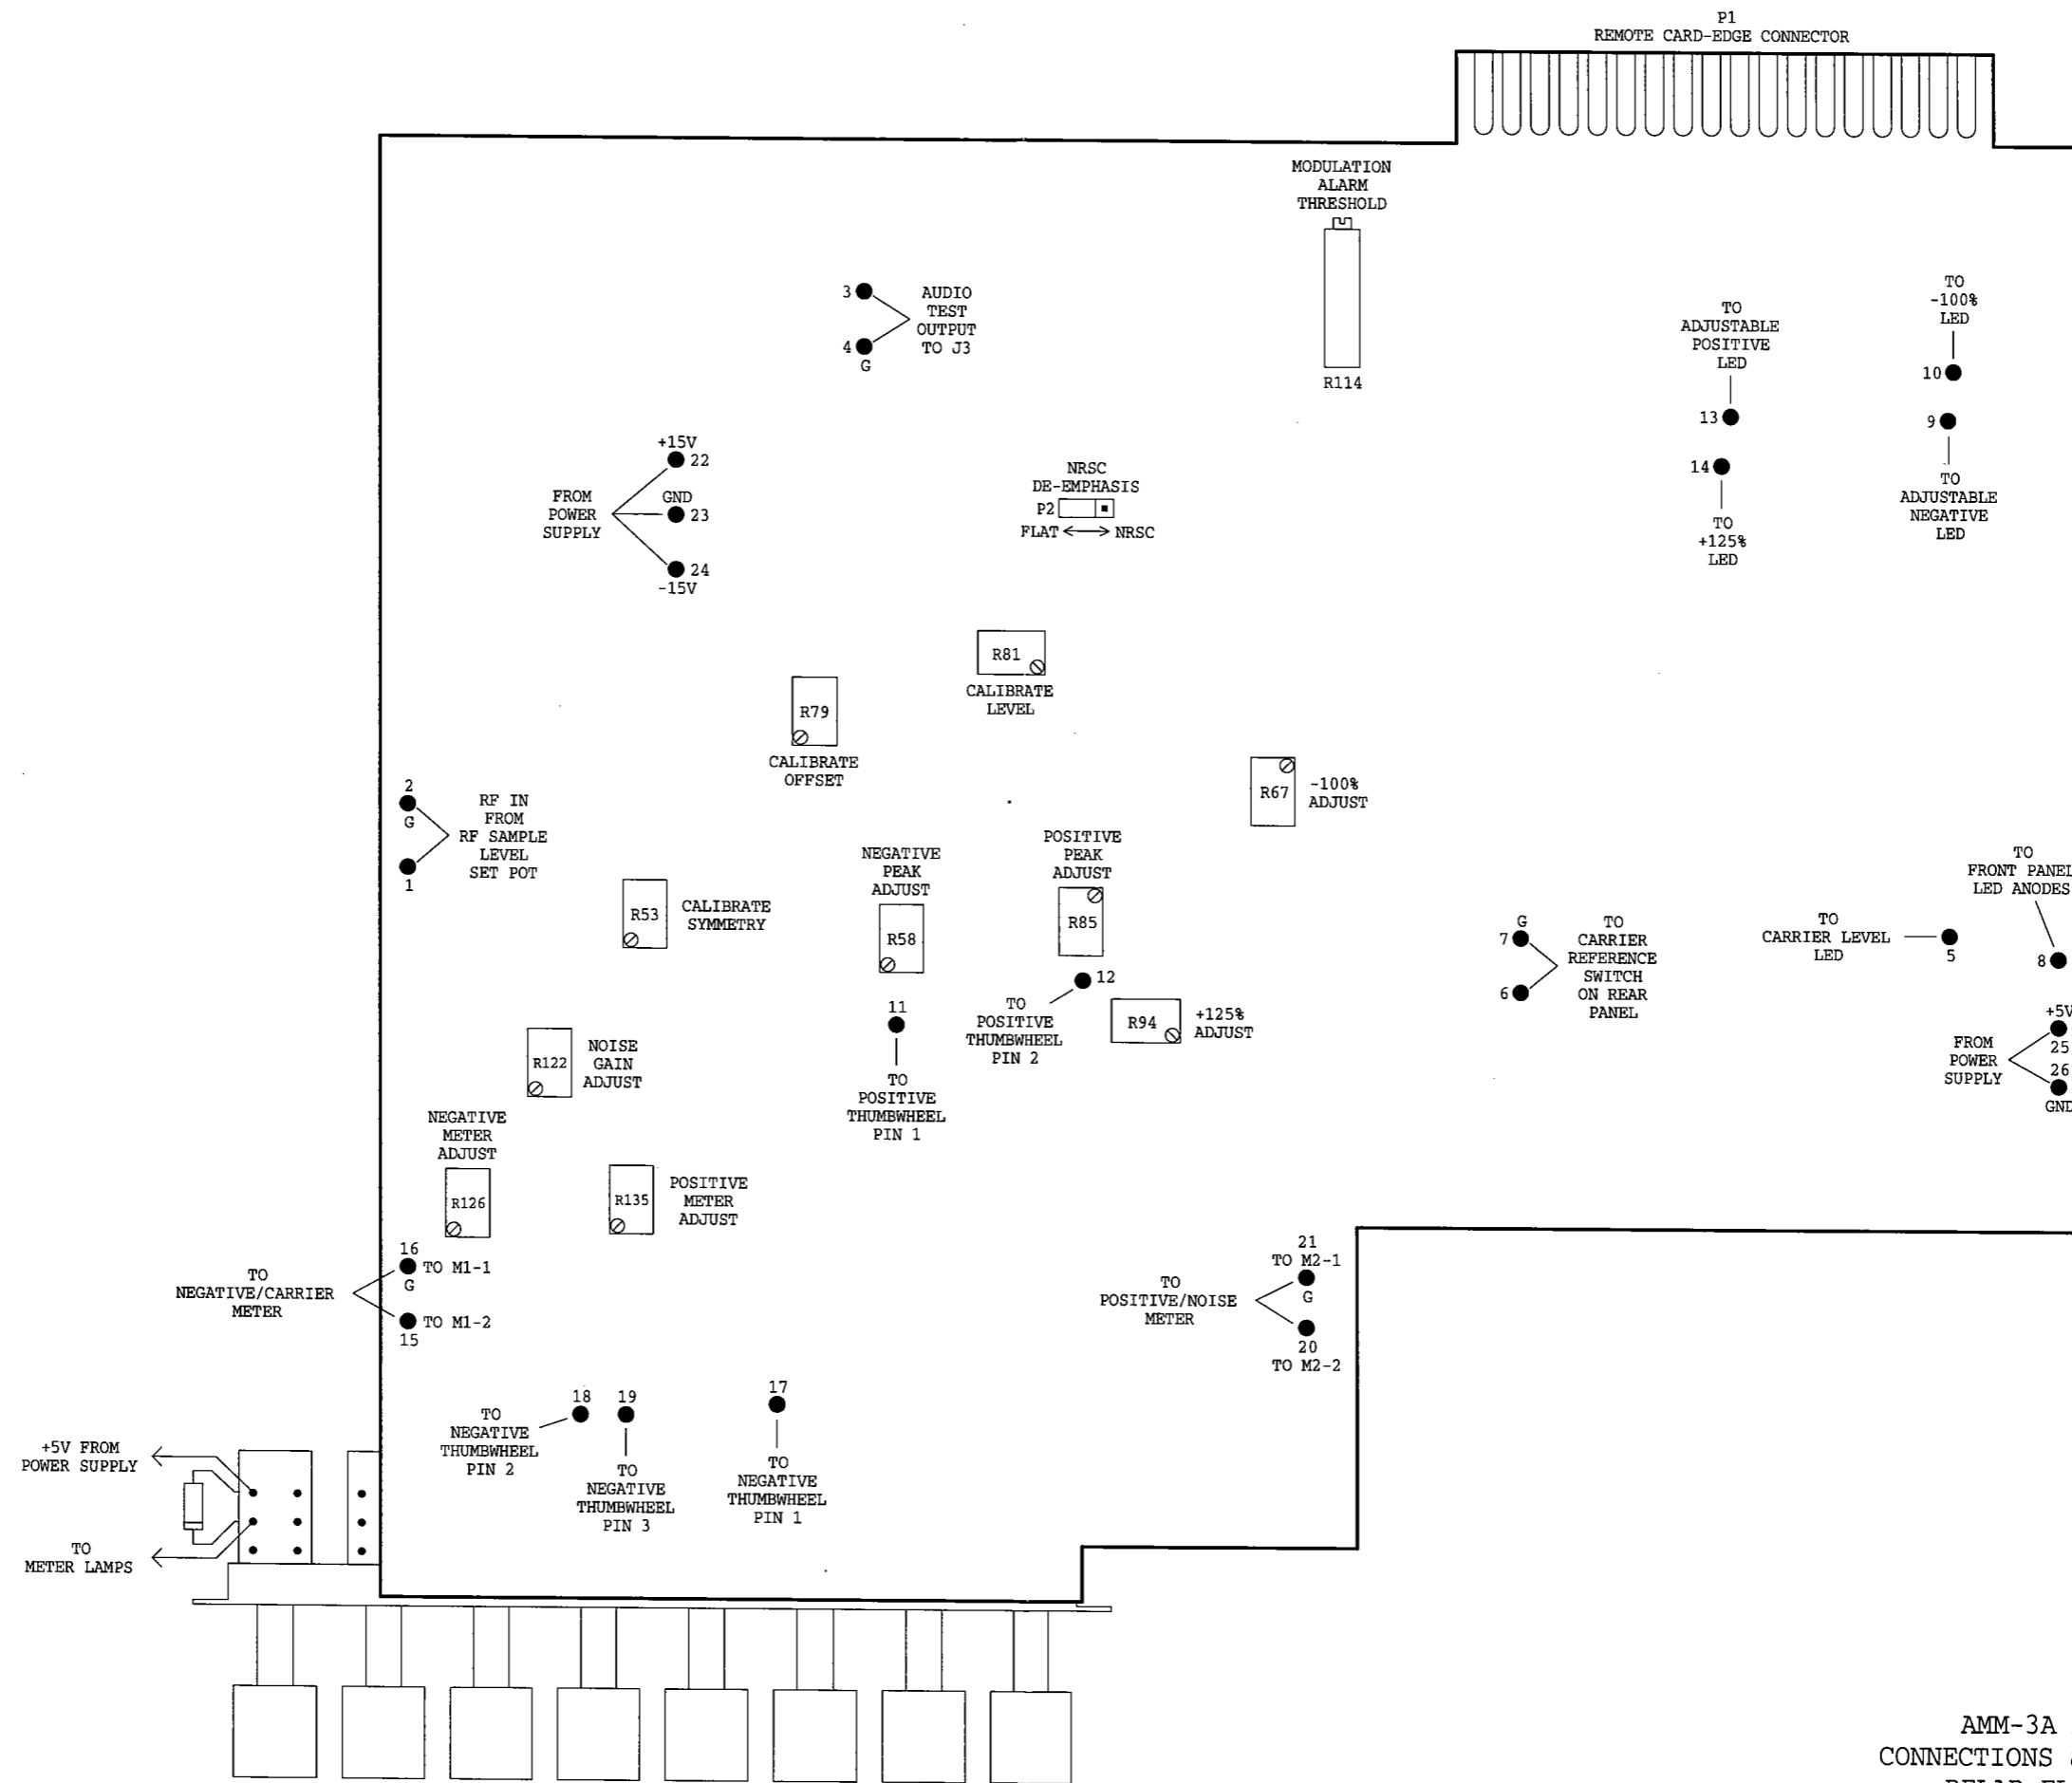 P1
REMOTE CARD-EDGE CONNECTOR
MODULATION
ALARM
THRESHOLD
R114
3
4
G
AUDIO
TEST
OUTPUT
TO J3
TO
-100%
LED
10
9
TO
ADJUSTABLE
NEGATIVE
LED
TO
ADJUSTABLE
POSITIVE
LED
13
14
TO
+125%
LED
+15V
22
GND
23
24
-15V
FROM
POWER
SUPPLY
NRSC
DE-EMPHASIS
P2
FLAT NRSC
R81
CALIBRATE
LEVEL
R79
CALIBRATE
OFFSET
R67
-100%
ADJUST
2
G
1
RF IN
FROM
RF SAMPLE
LEVEL
SET POT
R53
CALIBRATE
SYMMETRY
NEGATIVE
PEAK
ADJUST
R58
POSITIVE
PEAK
ADJUST
R85
12
TO
POSITIVE
THUMBWHEEL
PIN 2
11
TO
POSITIVE
THUMBWHEEL
PIN 1
R94
+125%
ADJUST
G
7
6
TO
CARRIER
REFERENCE
SWITCH
ON REAR
PANEL
TO
CARRIER LEVEL
LED
5
TO
FRONT PANEL
LED ANODES
8
+5V
25
26
GND
FROM
POWER
SUPPLY
R122
NOISE
GAIN
ADJUST
NEGATIVE
METER
ADJUST
R126
R135
POSITIVE
METER
ADJUST
16
TO M1-1
G
TO M1-2
15
TO
NEGATIVE/CARRIER
METER
21
TO M2-1
G
20
TO M2-2
TO
POSITIVE/NOISE
METER
18
TO
NEGATIVE
THUMBWHEEL
PIN 2
19
TO
NEGATIVE
THUMBWHEEL
PIN 3
17
TO
NEGATIVE
THUMBWHEEL
PIN 1
+5V FROM
POWER SUPPLY
TO
METER LAMPS
AMM-3A
CONNECTIONS